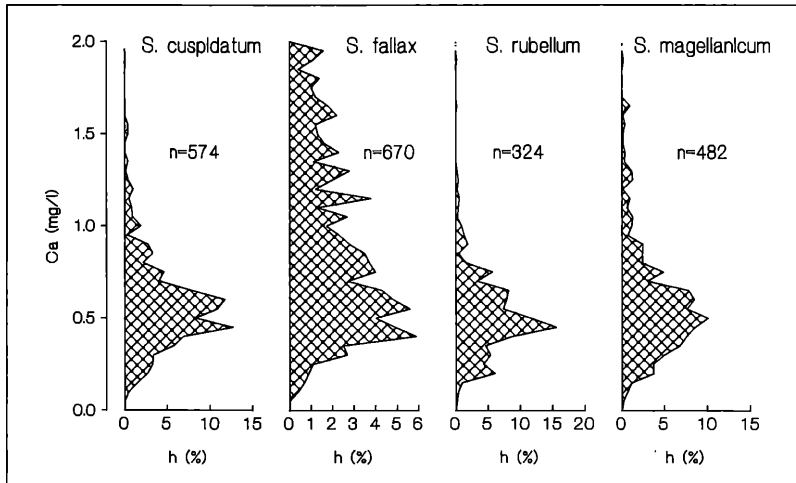 S. cuspidatum S. fallax S. rubellum S. magellanicum
2.0
1.5
n=574 n=670 n=324 n=482
Ca (mg/l)
1.0
0.5
0.0
0 5 10 15 0 1 2 3 4 5 6 0 5 10 15 20 0 5 10 15
h (%) h (%) h (%) h (%)